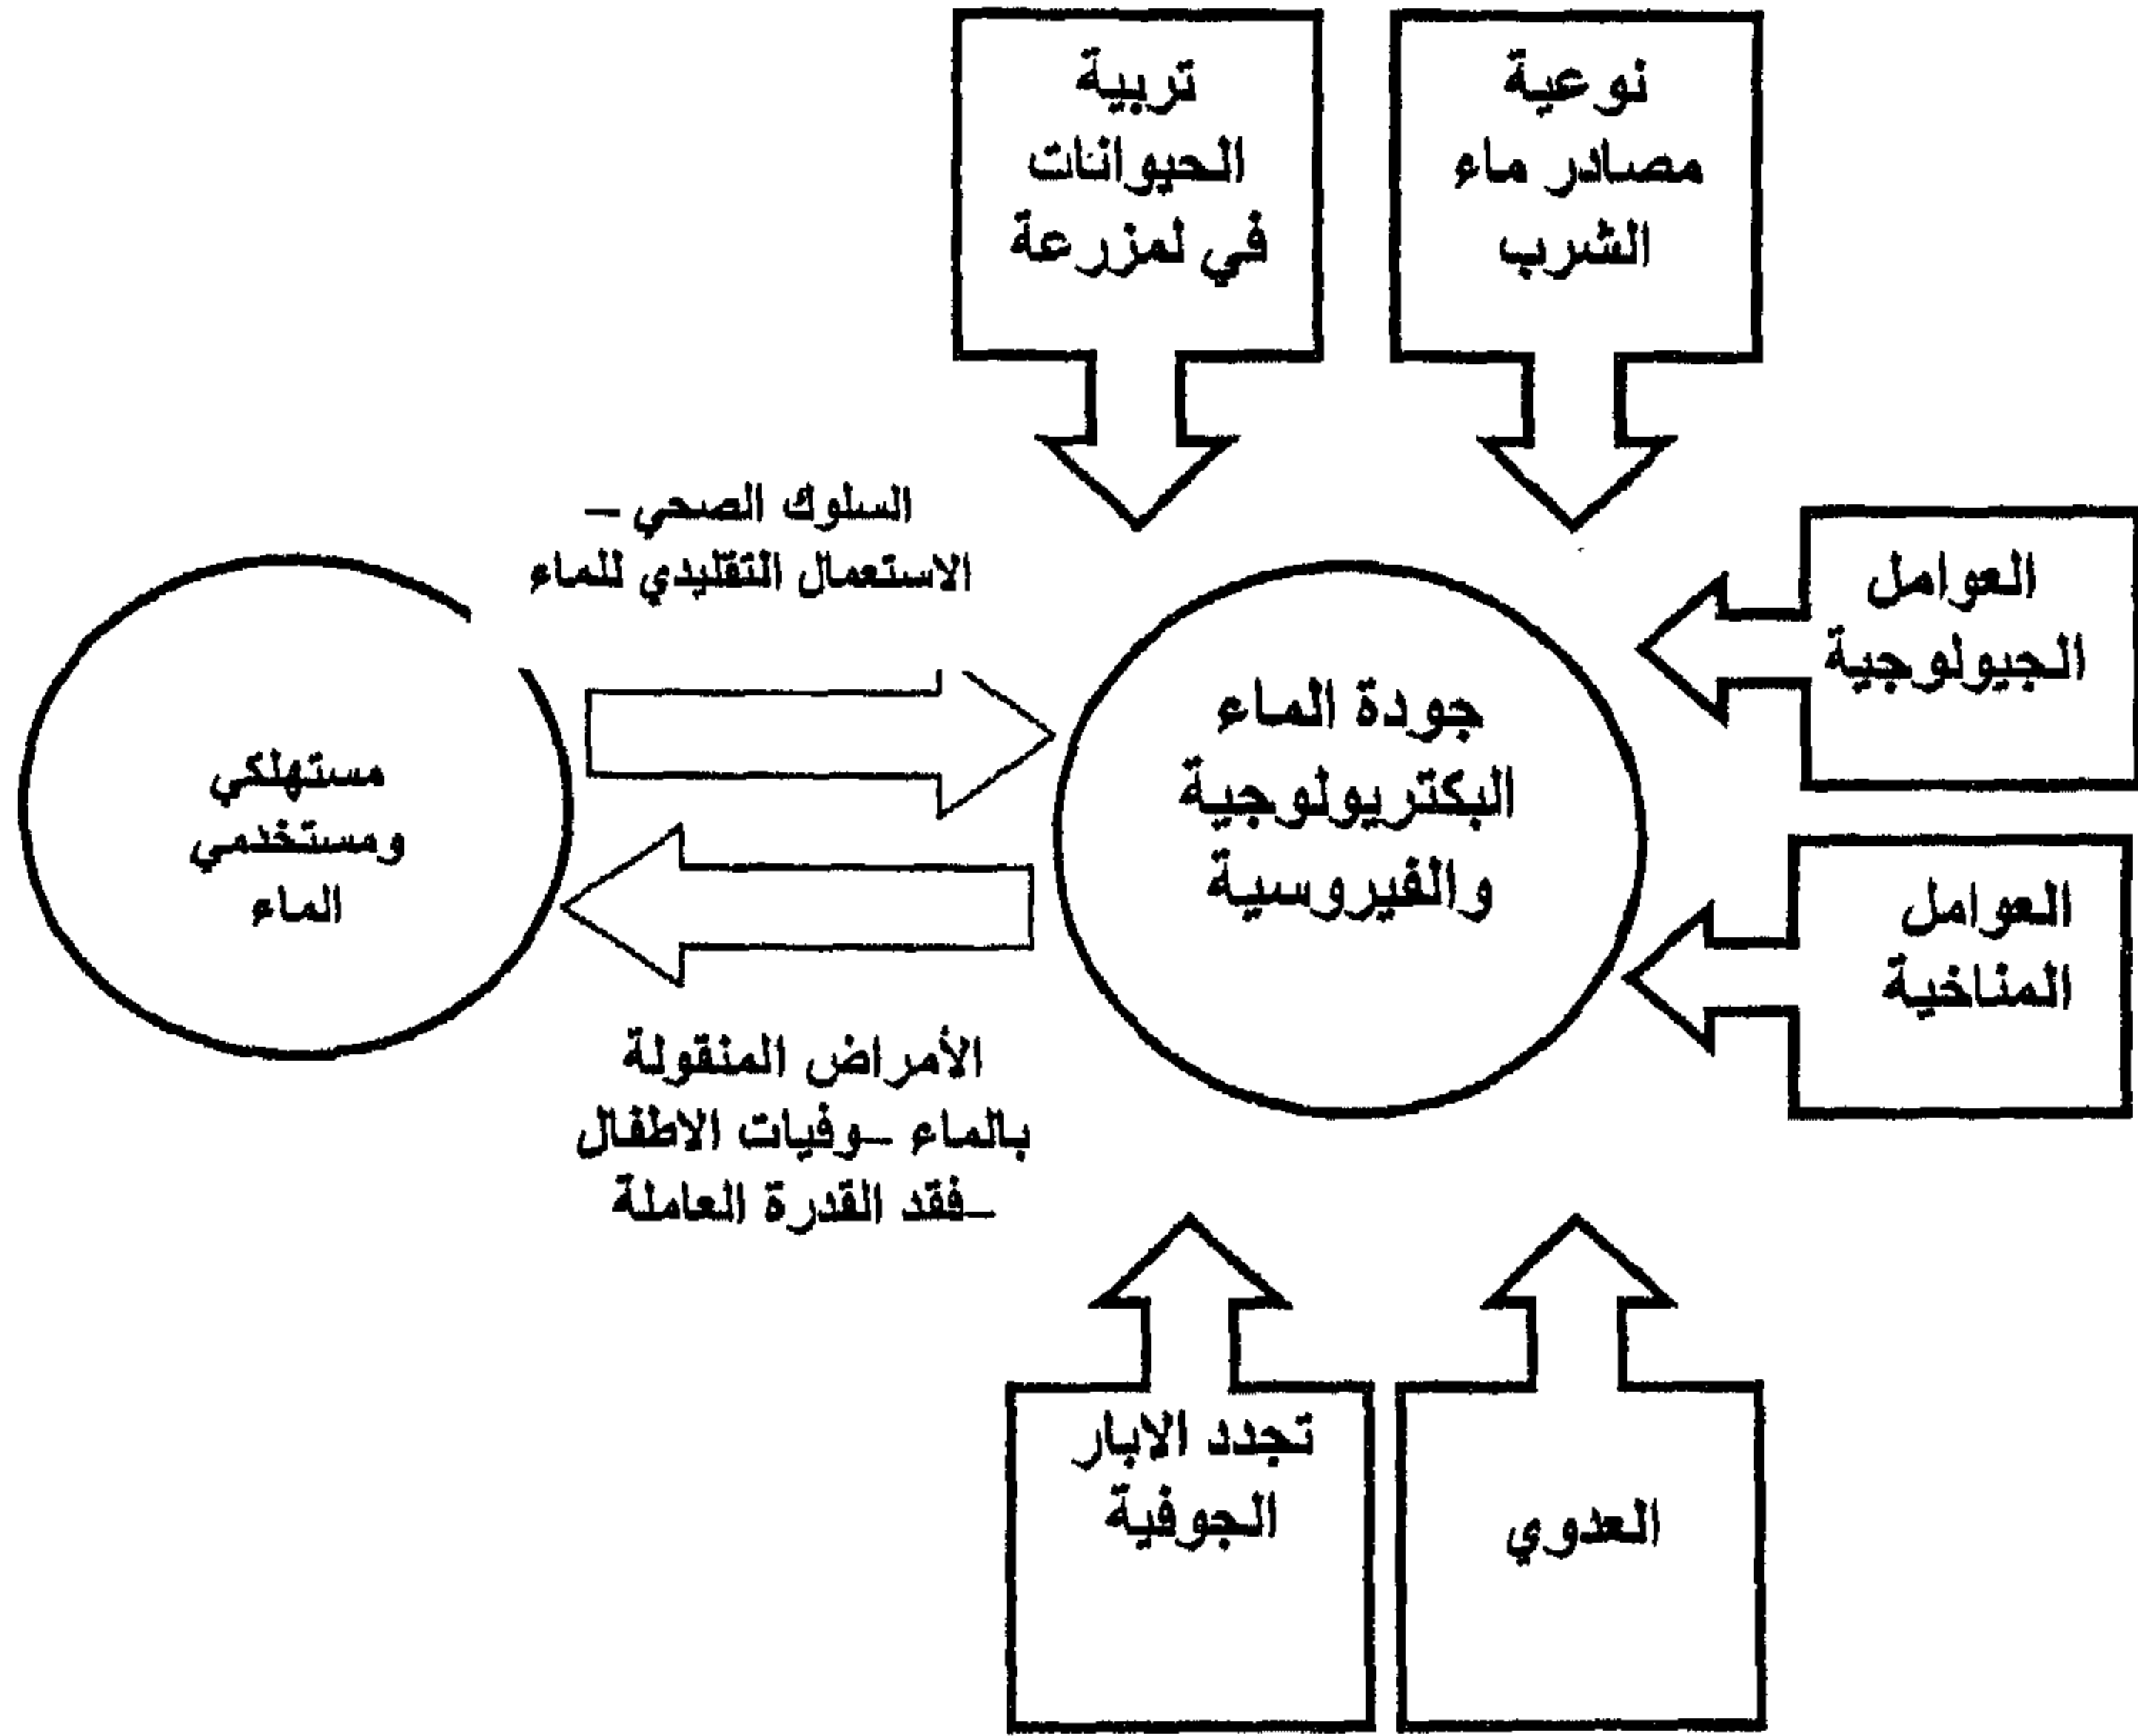 نوعية
مصادر ماء
الشرب
تربية
الحيوانات
في لمزرعة
العوامل
الجيولوجية
العوامل
المناخية
السلوك الصحي –
الاستعمال التقليدي للماء
جودة الماء
البكتريولوجية
والفيروسية
مستهلكي
ومستخدمي
الماء
الأمراض المنقولة
بالماء –وفيات الاطفال
–فقد القدرة العاملة
العدوي
تجدد الابار
الجوفية